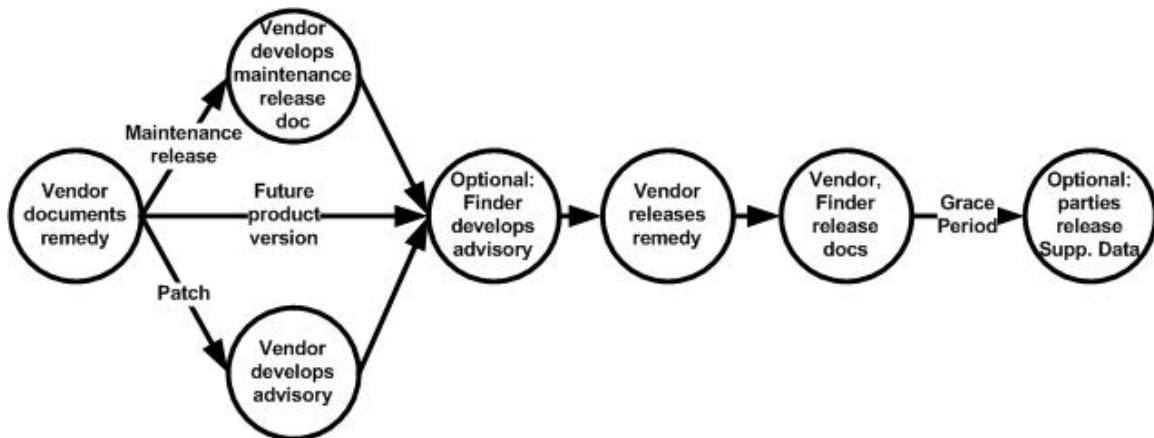 Vendor
develops
maintenance
release
doc
Maintenance
release
Vendor
documents
remedy
Future
product
version
Patch
Vendor
develops
advisory
Optional:
Finder
develops
advisory
Vendor
releases
remedy
Vendor,
Finder
release
docs
Grace
Period
Optional:
parties
release
Supp. Data